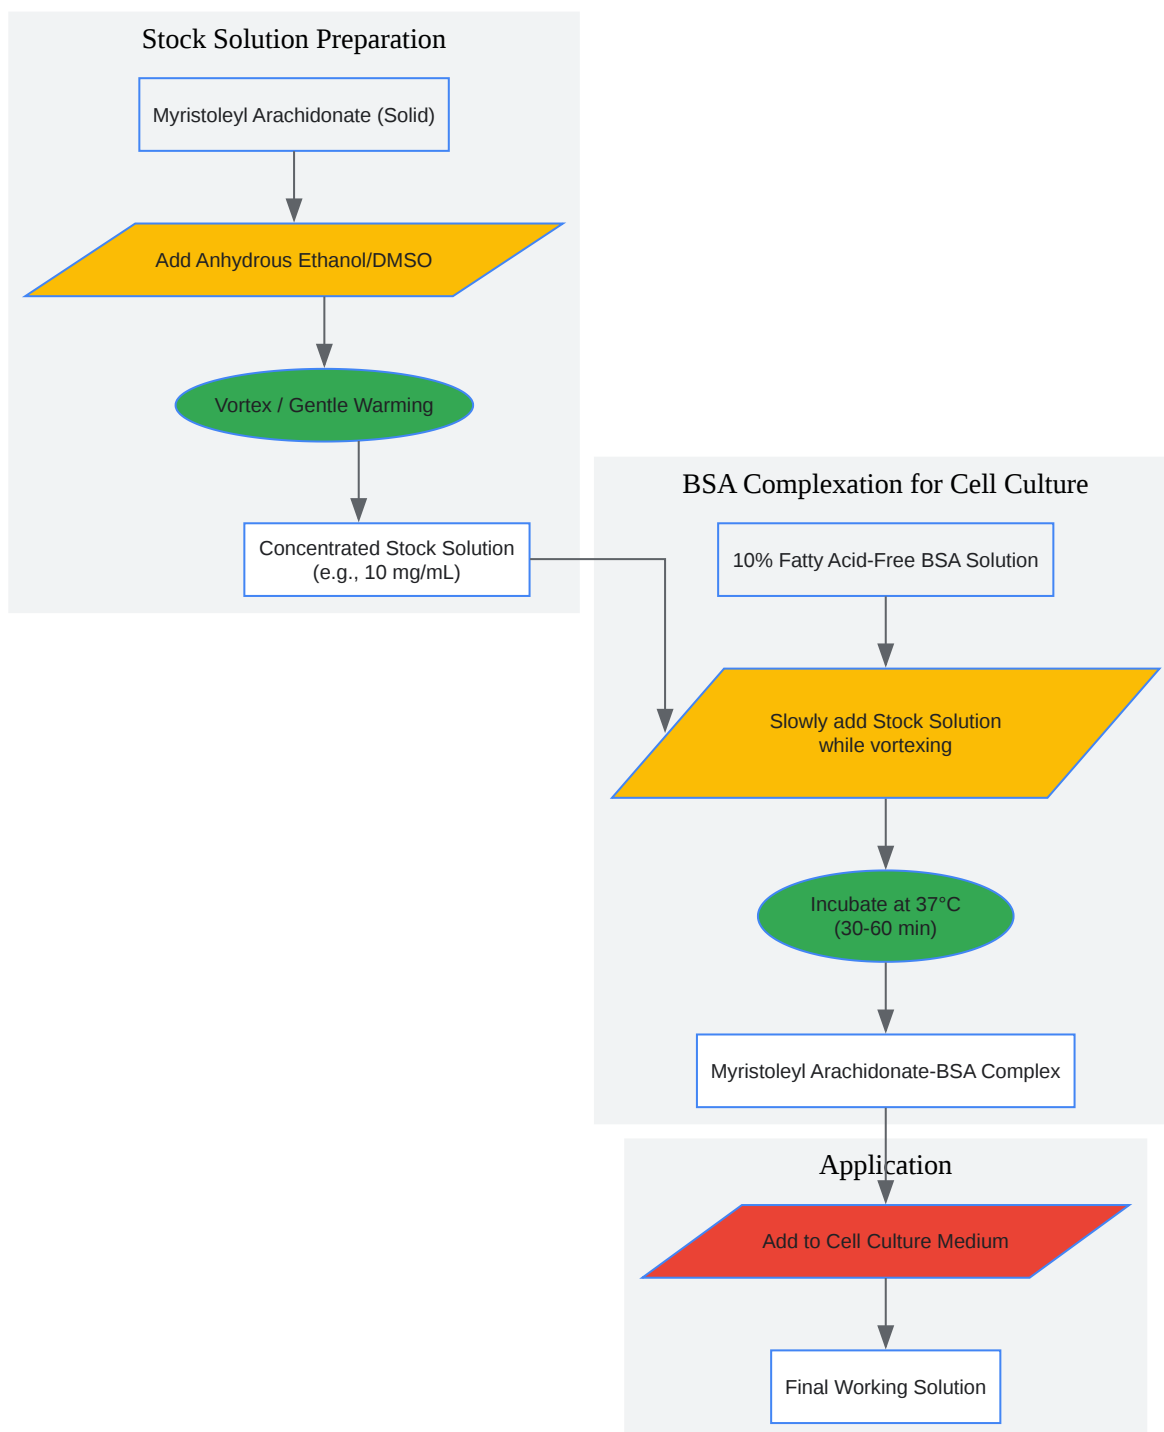 Stock Solution Preparation
Myristoleyl Arachidonate (Solid)
Add Anhydrous Ethanol/DMSO
Vortex / Gentle Warming
Concentrated Stock Solution
(e.g., 10 mg/mL)
BSA Complexation for Cell Culture
10% Fatty Acid-Free BSA Solution
Slowly add Stock Solution
while vortexing
Incubate at 37°C
(30-60 min)
Myristoleyl Arachidonate-BSA Complex
Application
Add to Cell Culture Medium
Final Working Solution